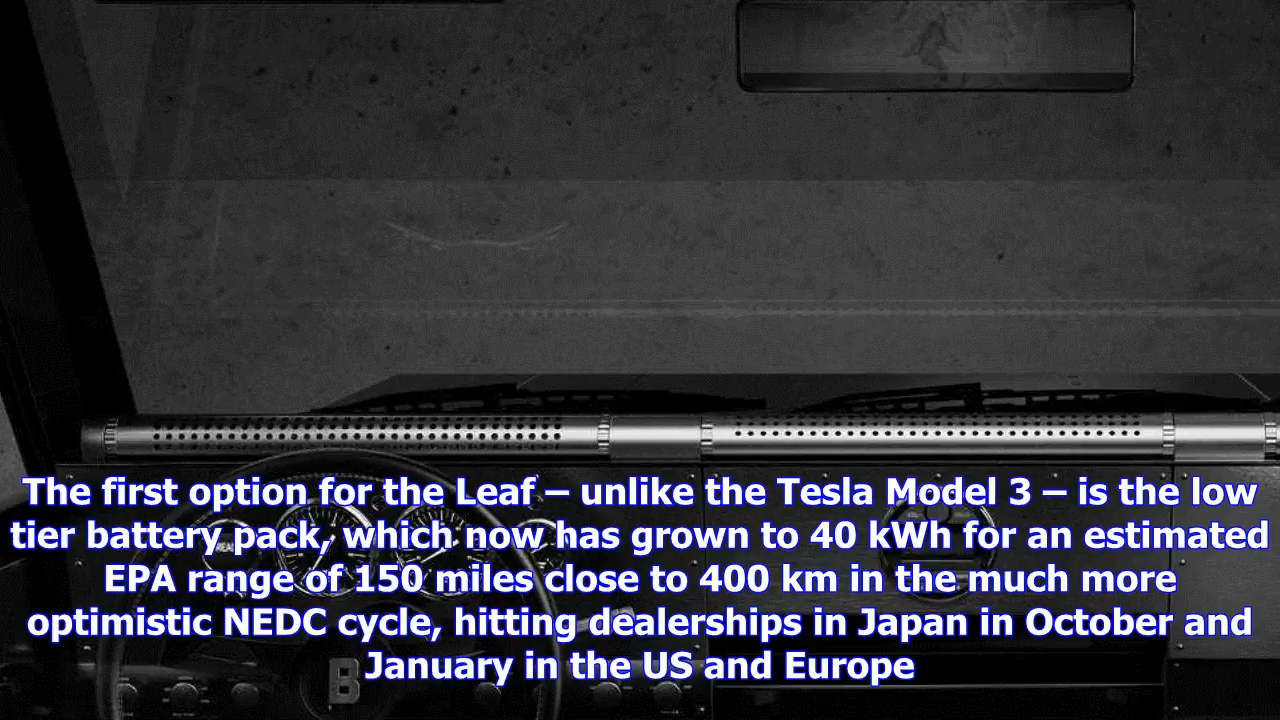 The first option for the Leaf – unlike the Tesla Model 3 – is the low
tier battery pack, which now has grown to 40 kWh for an estimated
EPA range of 150 miles close to 400 km in the much more
optimistic NEDC cycle, hitting dealerships in Japan in October and
January in the US and Europe
B